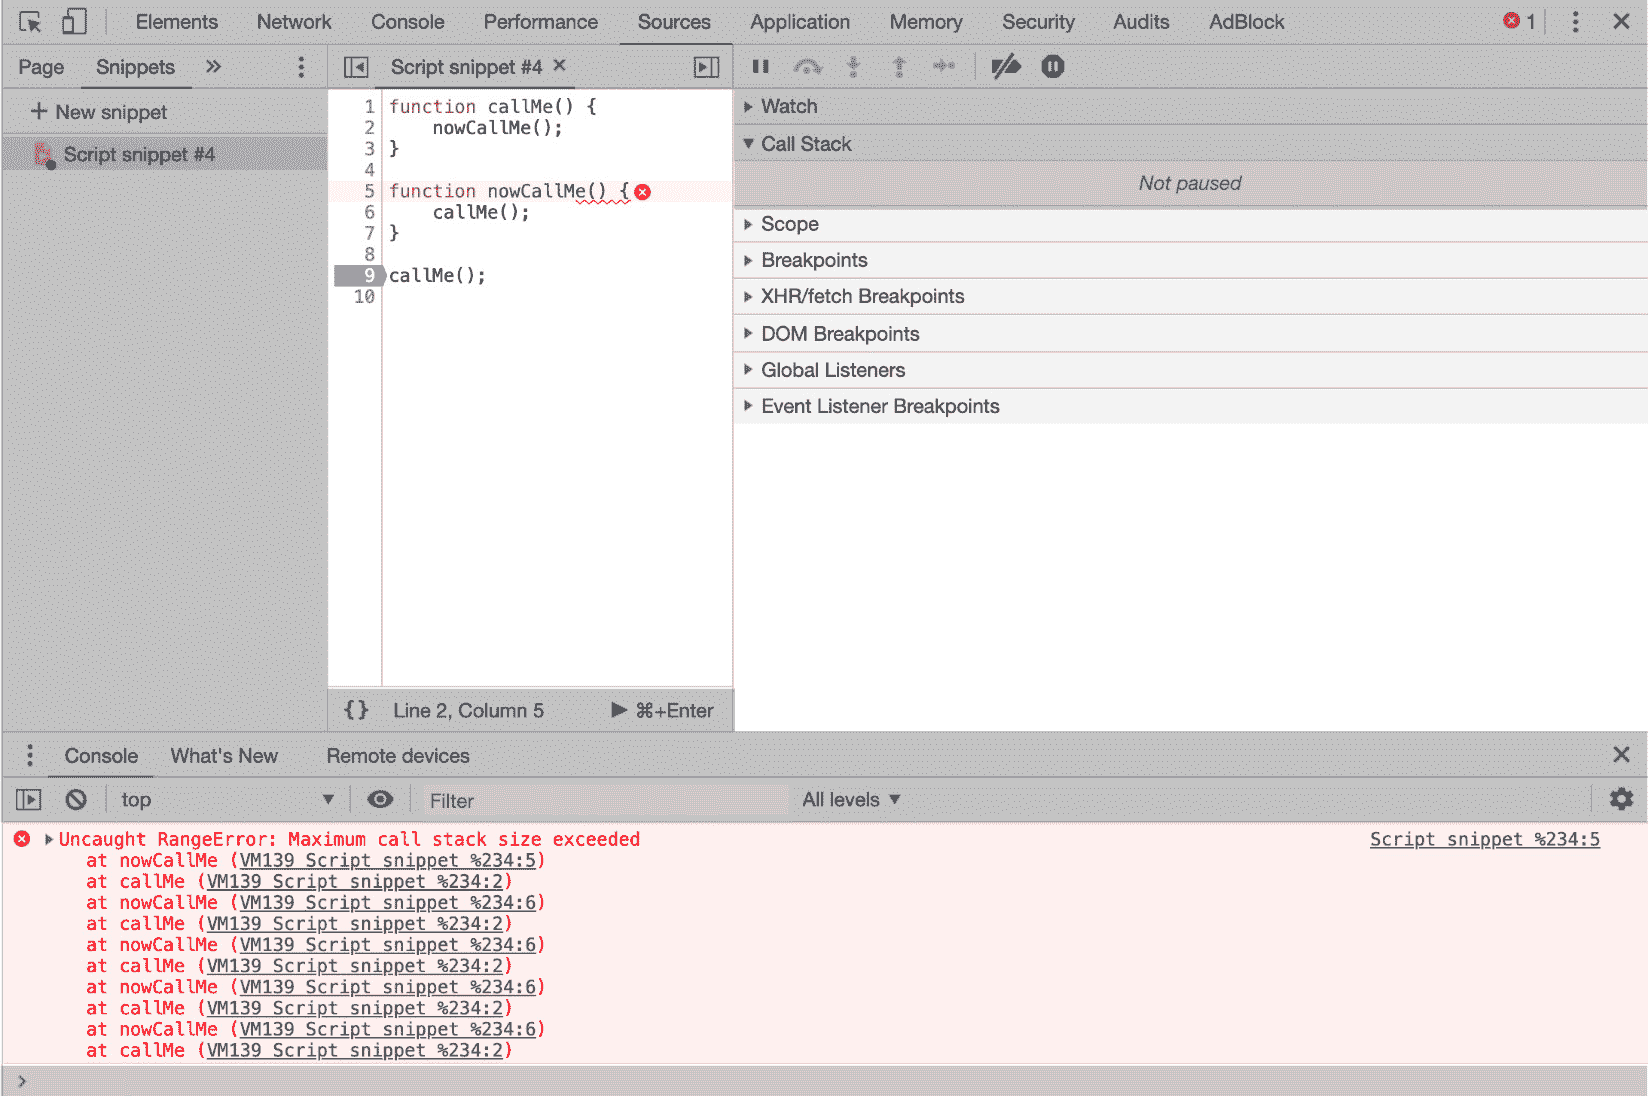 Elements Network Console Performance Sources Application Memory Security Audits AdBlock 1
Page Snippets
Script snippet #4
+ New snippet
Script snippet #4
1 function callMe() {
2 nowCallMe();
3 }
4
5 function nowCallMe() {
6 callMe();
7 }
8
9 callMe();
10
{} Line 2, Column 5 ⌘+Enter
Watch
Call Stack
Not paused
Scope
Breakpoints
XHR/fetch Breakpoints
DOM Breakpoints
Global Listeners
Event Listener Breakpoints
Console What's New Remote devices
top Filter All levels
Uncaught RangeError: Maximum call stack size exceeded Script snippet %234:5
at nowCallMe (VM139 Script snippet %234:5)
at callMe (VM139 Script snippet %234:2)
at nowCallMe (VM139 Script snippet %234:6)
at callMe (VM139 Script snippet %234:2)
at nowCallMe (VM139 Script snippet %234:6)
at callMe (VM139 Script snippet %234:2)
at nowCallMe (VM139 Script snippet %234:6)
at callMe (VM139 Script snippet %234:2)
at nowCallMe (VM139 Script snippet %234:6)
at callMe (VM139 Script snippet %234:2)
>